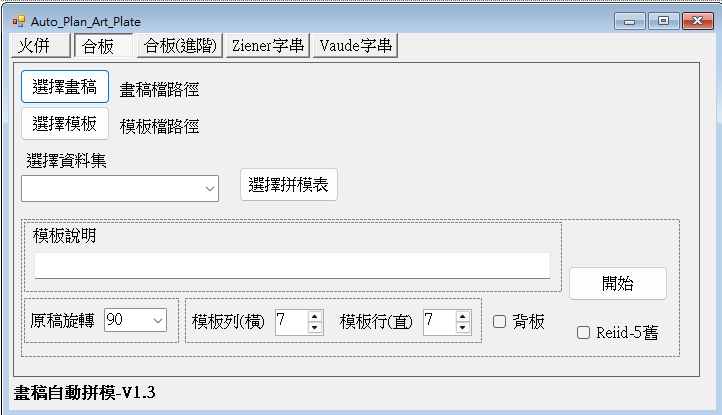 Auto_Plan_Art_Plate
火併 合板 合板(進階) Ziener字串 Vaude字串
選擇畫稿 畫稿檔路徑
選擇模板 模板檔路徑
選擇資料集
選擇拼模表
模板說明
開始
原稿旋轉 90 模板列(橫) 7 模板行(直) 7 背板
Reiid-5舊
畫稿自動拼模-V1.3